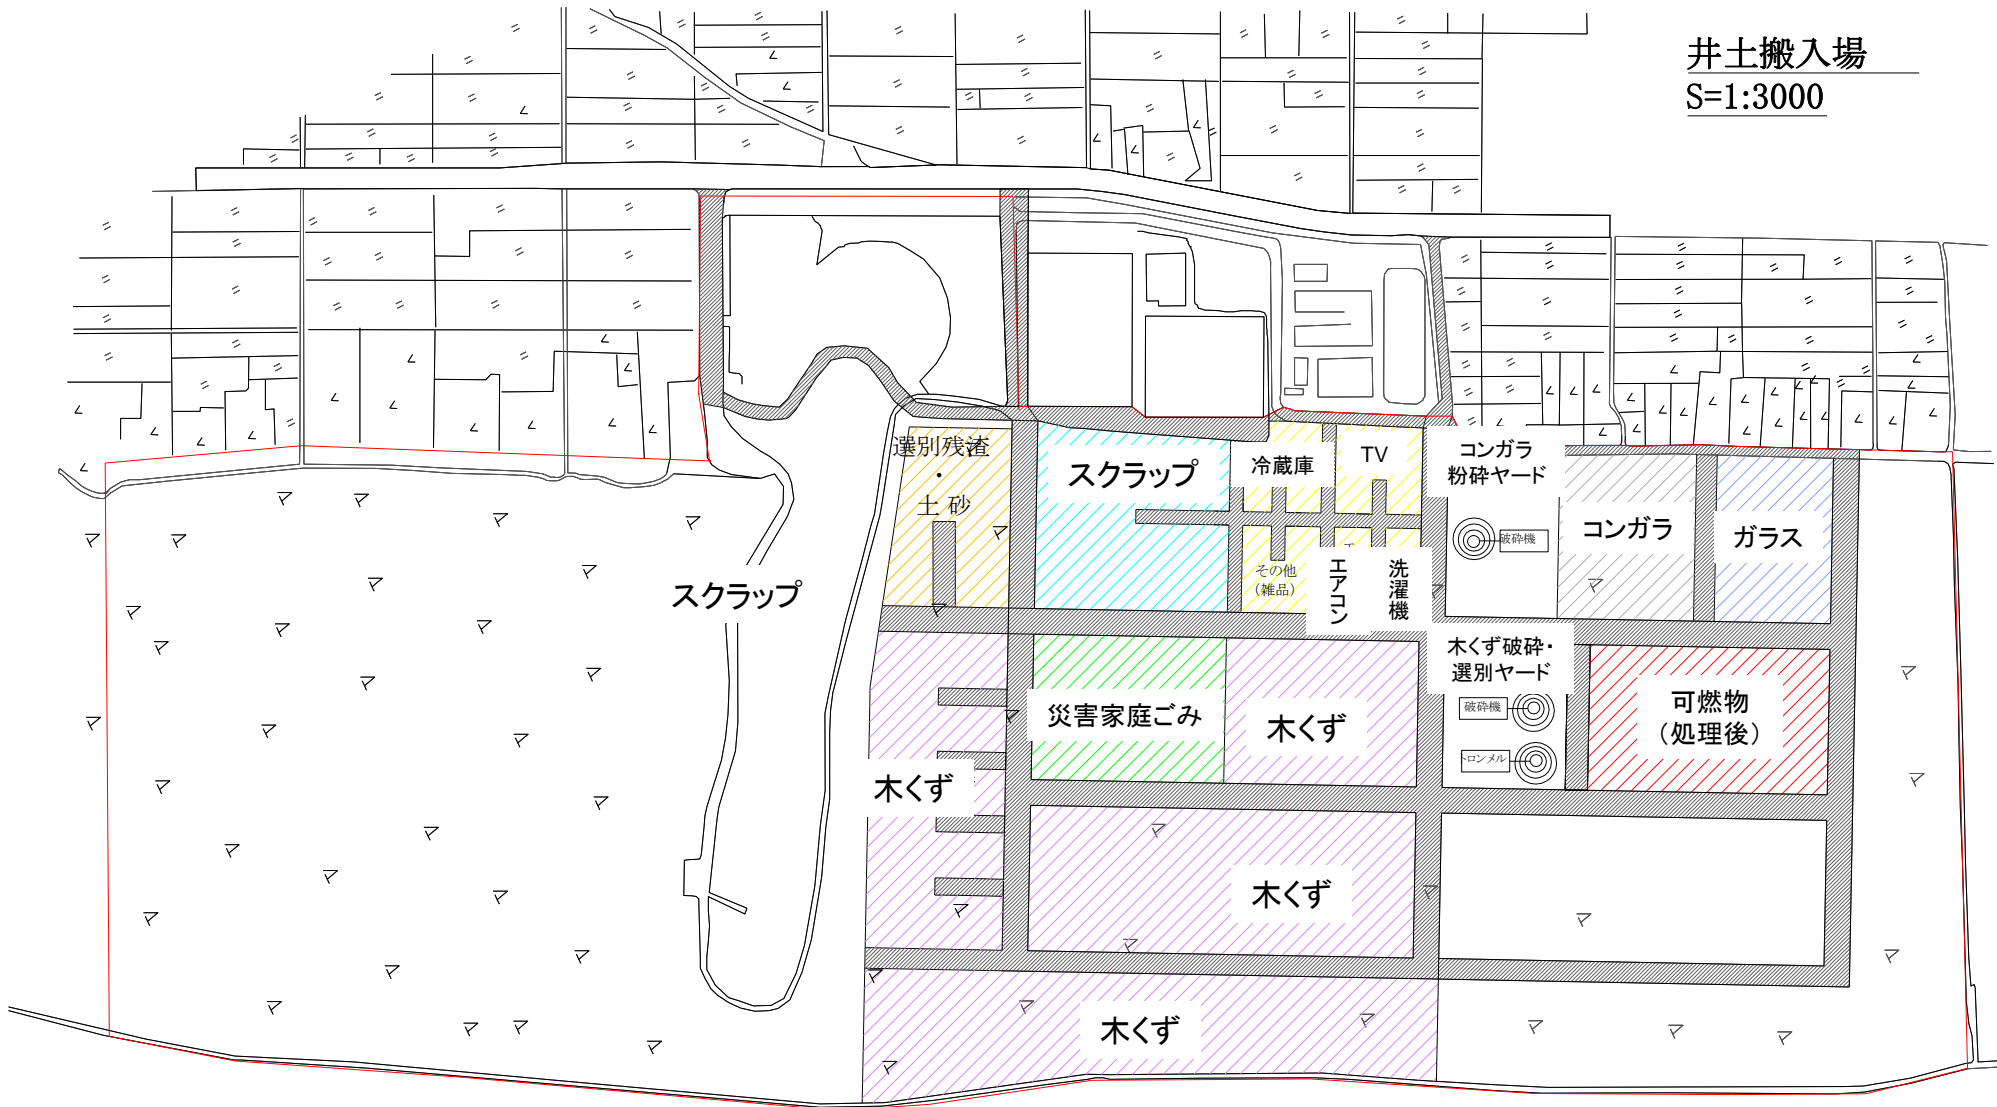 井土搬入場
S=1:3000
選別残渣
・
土砂
スクラップ
冷蔵庫
TV
コンガラ
粉砕ヤード
破砕機
コンガラ
ガラス
その他
（雑品）
エアコン
洗濯機
スクラップ
木くず破砕・
選別ヤード
破砕機
トロンメル
可燃物
（処理後）
災害家庭ごみ
木くず
木くず
木くず
木くず